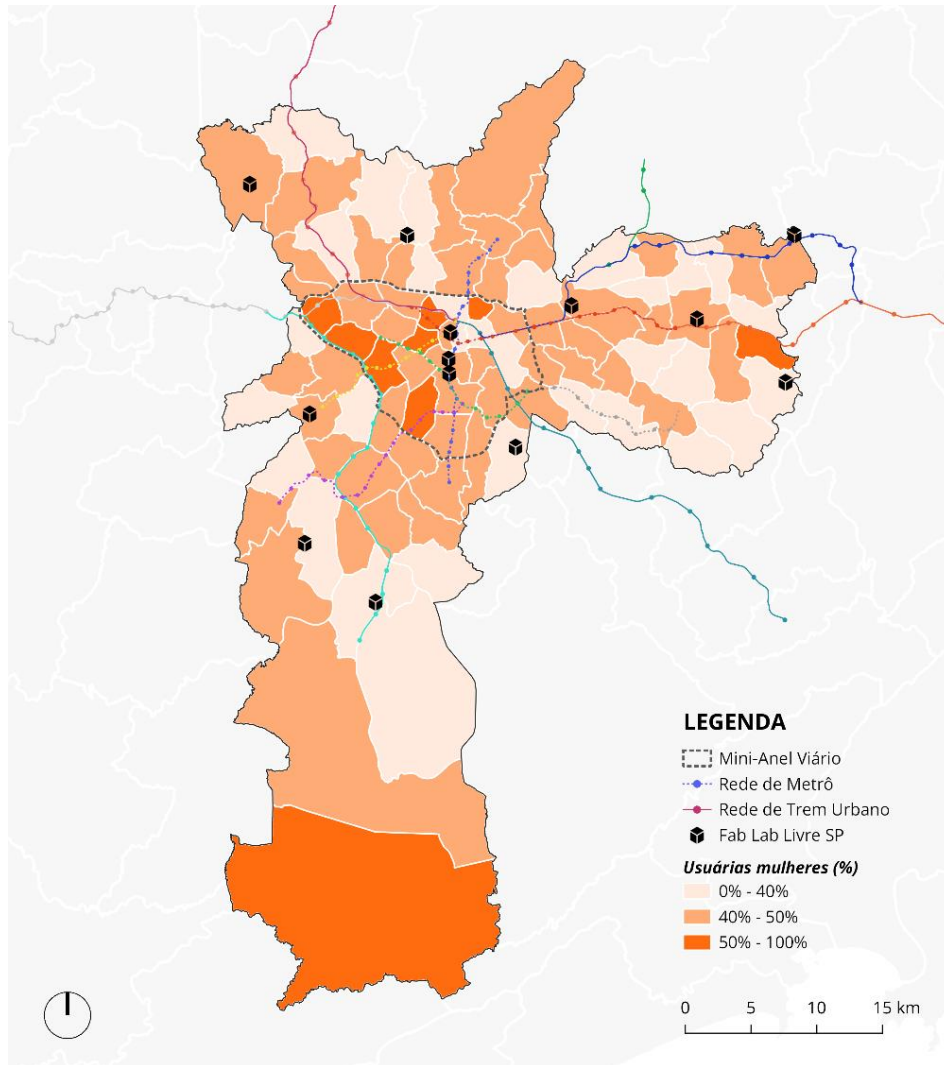 LEGENDA
Mini-Anel Viário
Rede de Metrô
Rede de Trem Urbano
Fab Lab Livre SP
Usuárias mulheres (%)
0% - 40%
40% - 50%
50% - 100%
0 5 10 15 km